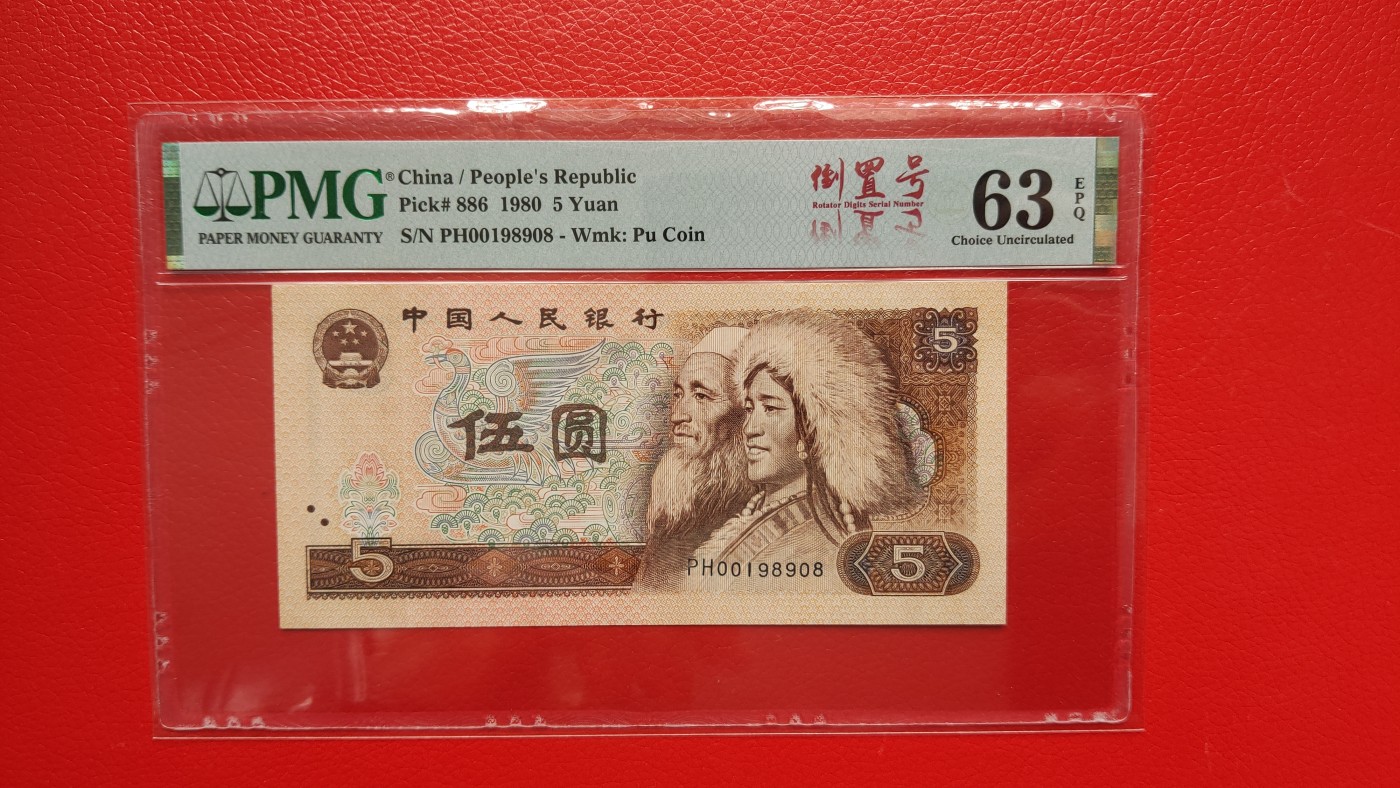 PMG®
PAPER MONEY GUARANTY
China / People's Republic
Pick# 886 1980 5 Yuan
S/N PH00198908 - Wmk: Pu Coin
倒置号
Rotator Digits Serial Number
63
EPQ
Choice Uncirculated
中国人民银行
5
伍圆
5
PH00198908
5